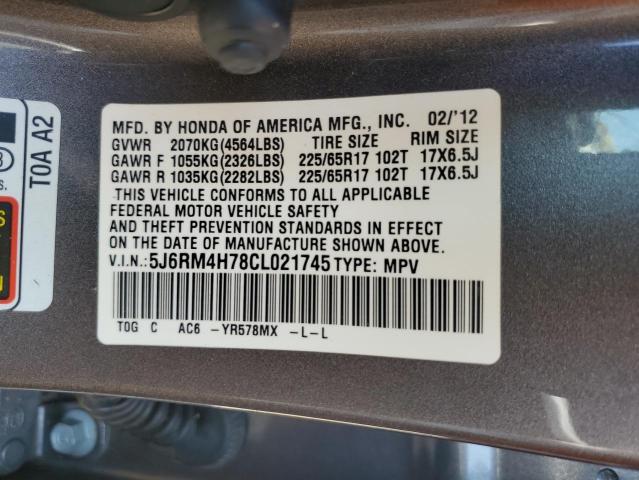 MFD. BY HONDA OF AMERICA MFG., INC. 02/'12
GVWR 2070KG(4564LBS) TIRE SIZE RIM SIZE
GAWR F 1055KG(2326LBS) 225/65R17 102T 17X6.5J
GAWR R 1035KG(2282LBS) 225/65R17 102T 17X6.5J
THIS VEHICLE CONFORMS TO ALL APPLICABLE
FEDERAL MOTOR VEHICLE SAFETY
AND THEFT PREVENTION STANDARDS IN EFFECT
ON THE DATE OF MANUFACTURE SHOWN ABOVE.
V.I.N.:5J6RM4H78CL021745 TYPE: MPV
TOG C AC6 -YR578MX -L-L
TOA A2